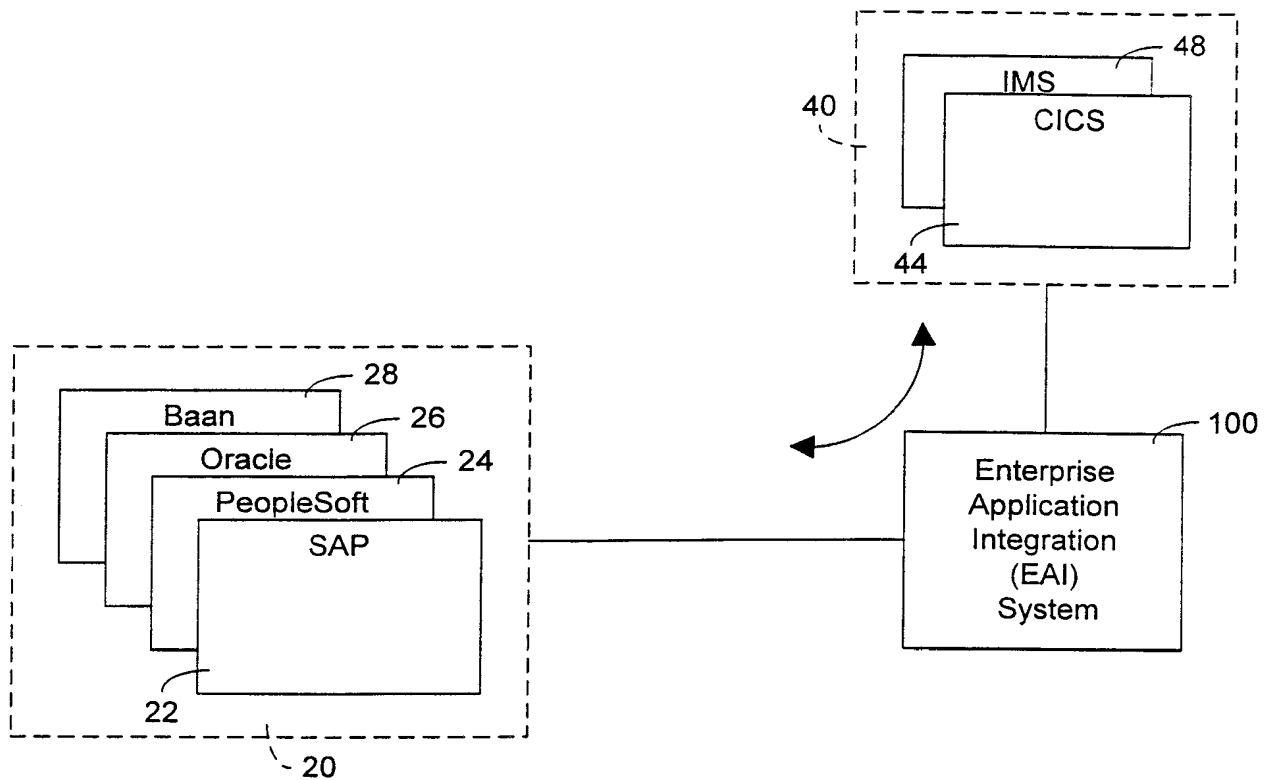 48
IMS
40
CICS
44
28
Baan
26
Oracle
24
PeopleSoft
SAP
22
20
100
Enterprise
Application
Integration
(EAI)
System